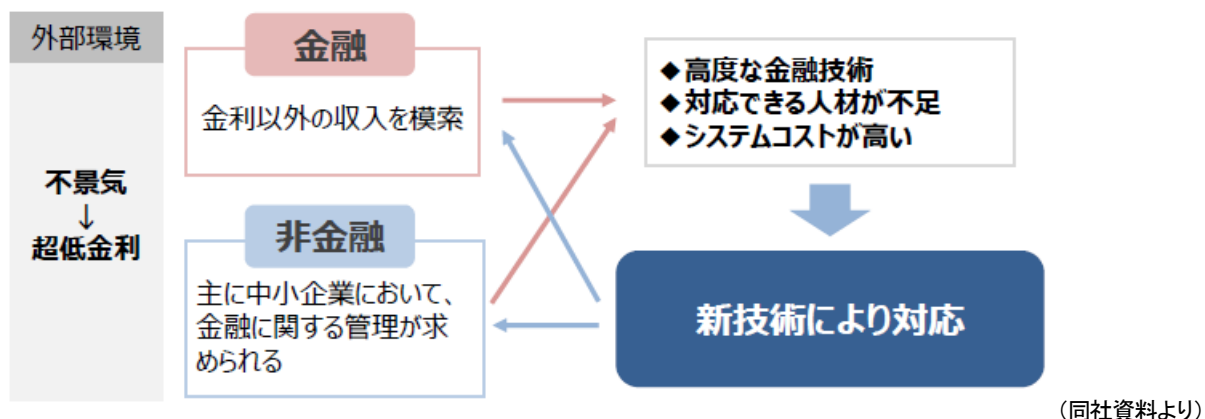 外部環境
不景気
↓
超低金利
金融
金利以外の収入を模索
非金融
主に中小企業において、
金融に関する管理が求
められる
◆高度な金融技術
◆対応できる人材が不足
◆システムコストが高い
新技術により対応
(同社資料より)